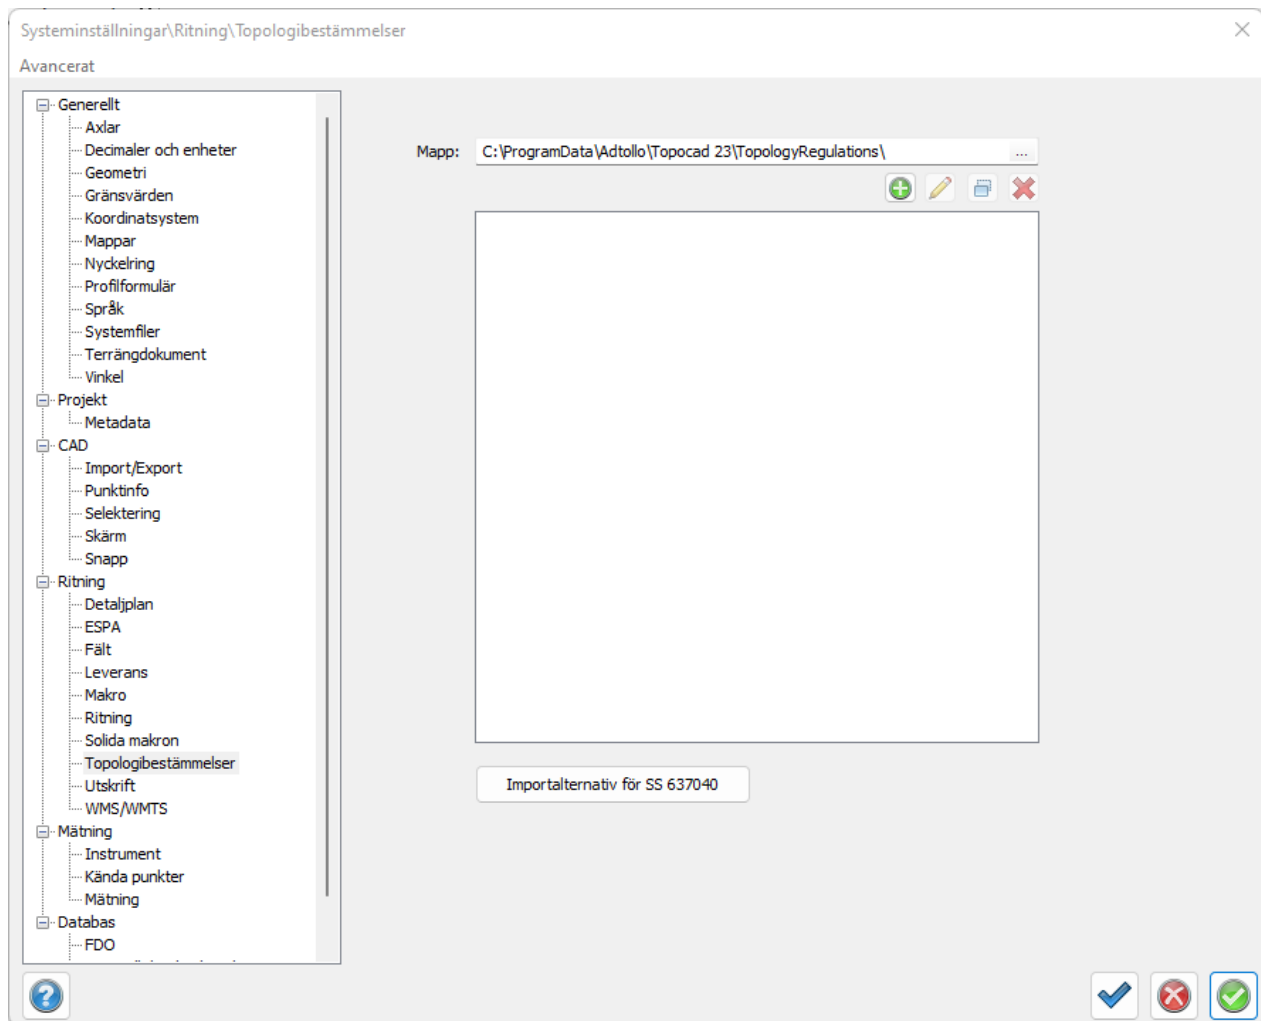 Systeminställningar\Ritning\Topologibestämmelser
Avancerat
Generellt
Axlar
Decimaler och enheter
Geometri
Gränsvärden
Koordinatsystem
Mappar
Nyckelring
Profilformulär
Språk
Systemfiler
Terrängdokument
Vinkel
Projekt
Metadata
CAD
Import/Export
Punktinfo
Selektering
Skärm
Snapp
Ritning
Detaljplan
ESPA
Fält
Leverans
Makro
Ritning
Solida makron
Topologibestämmelser
Utskrift
WMS/WMTS
Mätning
Instrument
Kända punkter
Mätning
Databas
FDO
Mapp: C:\ProgramData\Adtollo\Topocad 23\TopologyRegulations\ ...
Importalternativ för SS 637040